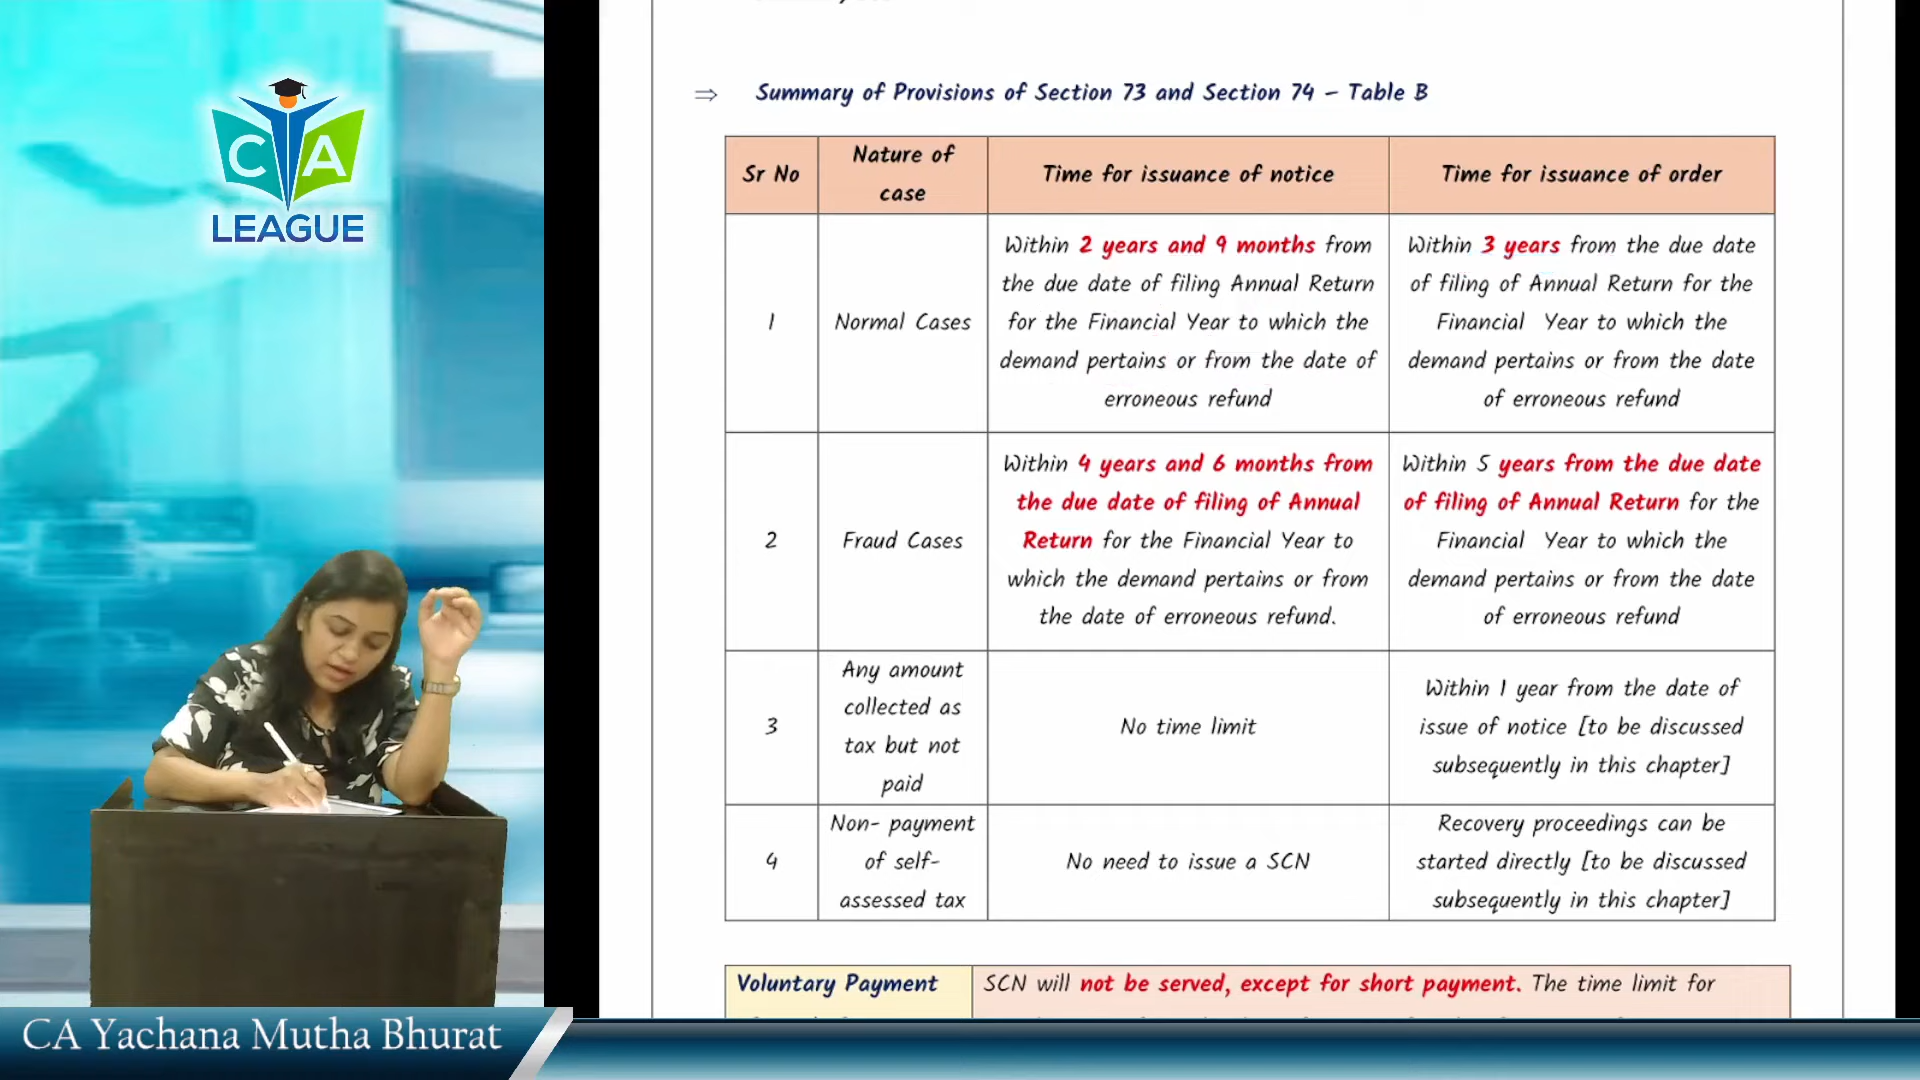 CA
LEAGUE
⇒ Summary of Provisions of Section 73 and Section 74 – Table B
Sr No
Nature of
case
Time for issuance of notice
Time for issuance of order
1
Normal Cases
Within 2 years and 9 months from
the due date of filing Annual Return
for the Financial Year to which the
demand pertains or from the date of
erroneous refund
Within 3 years from the due date
of filing of Annual Return for the
Financial Year to which the
demand pertains or from the date
of erroneous refund
2
Fraud Cases
Within 4 years and 6 months from
the due date of filing of Annual
Return for the Financial Year to
which the demand pertains or from
the date of erroneous refund.
Within 5 years from the due date
of filing of Annual Return for the
Financial Year to which the
demand pertains or from the date
of erroneous refund
3
Any amount
collected as
tax but not
paid
No time limit
Within 1 year from the date of
issue of notice [to be discussed
subsequently in this chapter]
4
Non- payment
of self-
assessed tax
No need to issue a SCN
Recovery proceedings can be
started directly [to be discussed
subsequently in this chapter]
Voluntary Payment
SCN will not be served, except for short payment. The time limit for
CA Yachana Mutha Bhurat